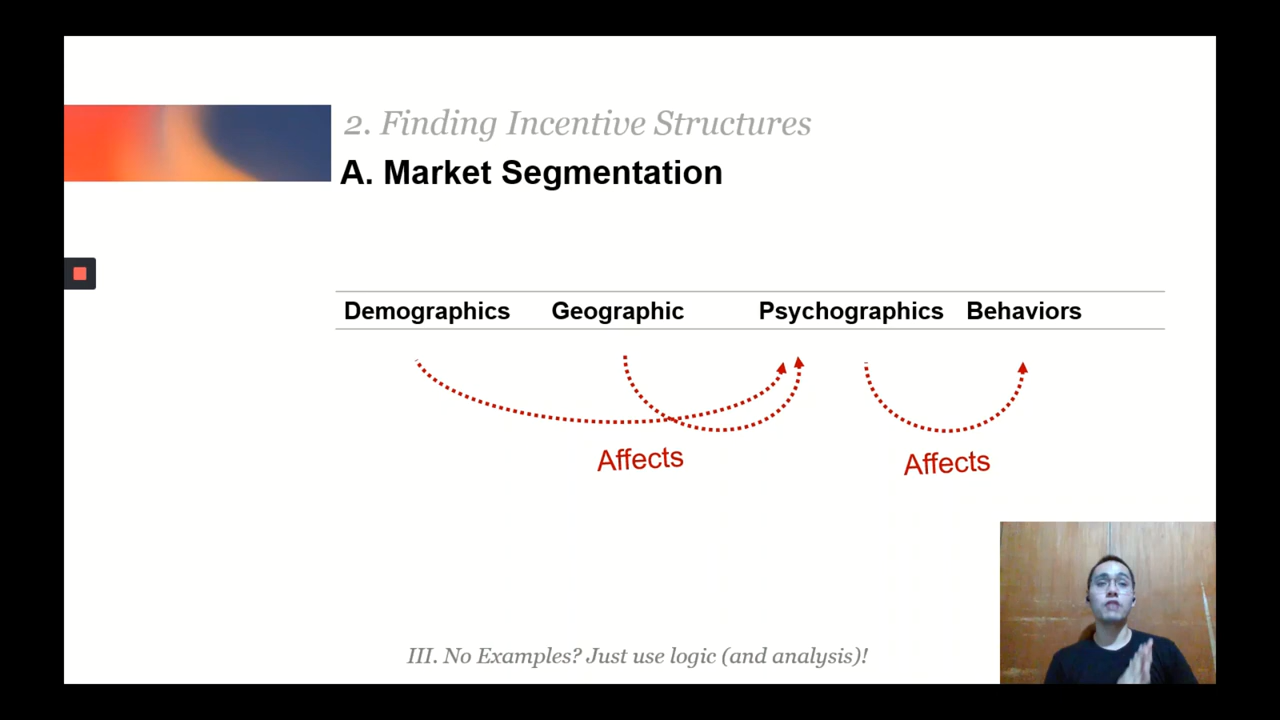 2. Finding Incentive Structures
A. Market Segmentation
Demographics Geographic Psychographics Behaviors
Affects Affects
III. No Examples? Just use logic (and analysis)!